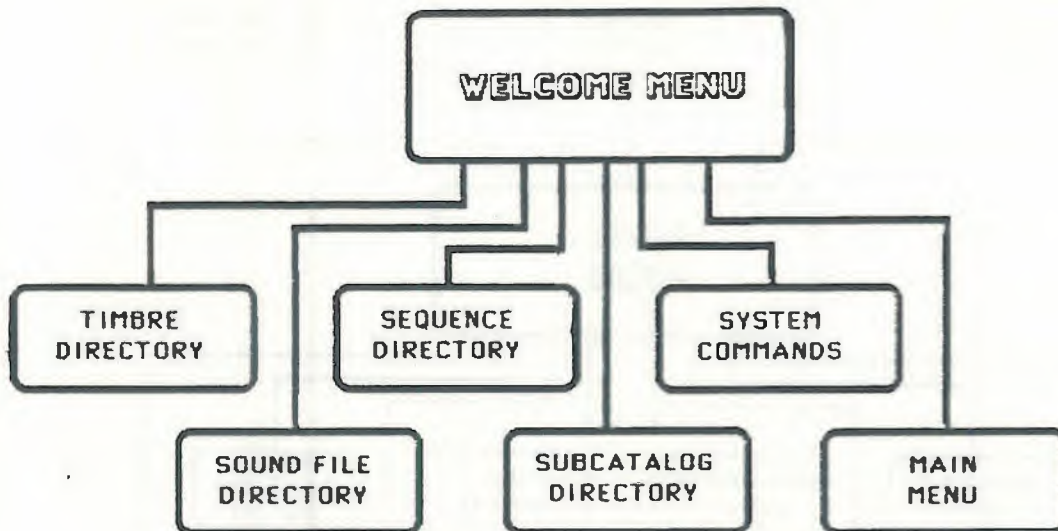 WELCOME MENU
TIMBRE
DIRECTORY
SEQUENCE
DIRECTORY
SYSTEM
COMMANDS
SOUND FILE
DIRECTORY
SUBCATALOG
DIRECTORY
MAIN
MENU